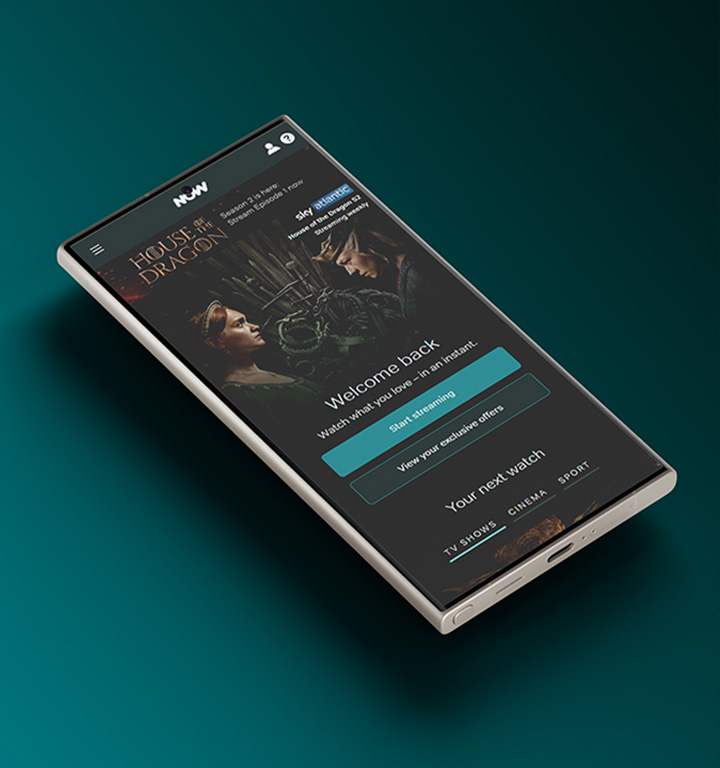 NOW
?
HOUSE OF
THE
DRAGON
Season 2 is here:
Stream Episode 1 now
sky atlantic
House of the Dragon S2
Streaming weekly
Welcome back
Watch what you love – in an instant.
Start streaming
View your exclusive offers
Your next watch
TV SHOWS
CINEMA
SPORT